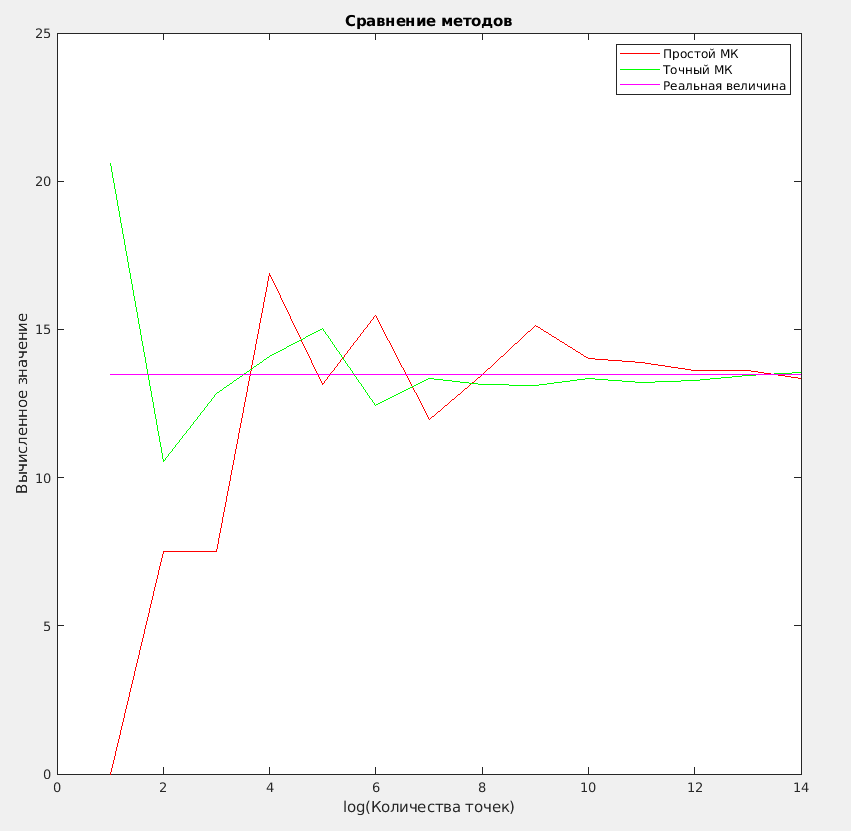 Сравнение методов
Простой МК
Точный МК
Реальная величина
Вычисленное значение
25
20
15
10
5
0
0 2 4 6 8 10 12 14
log(Количества точек)